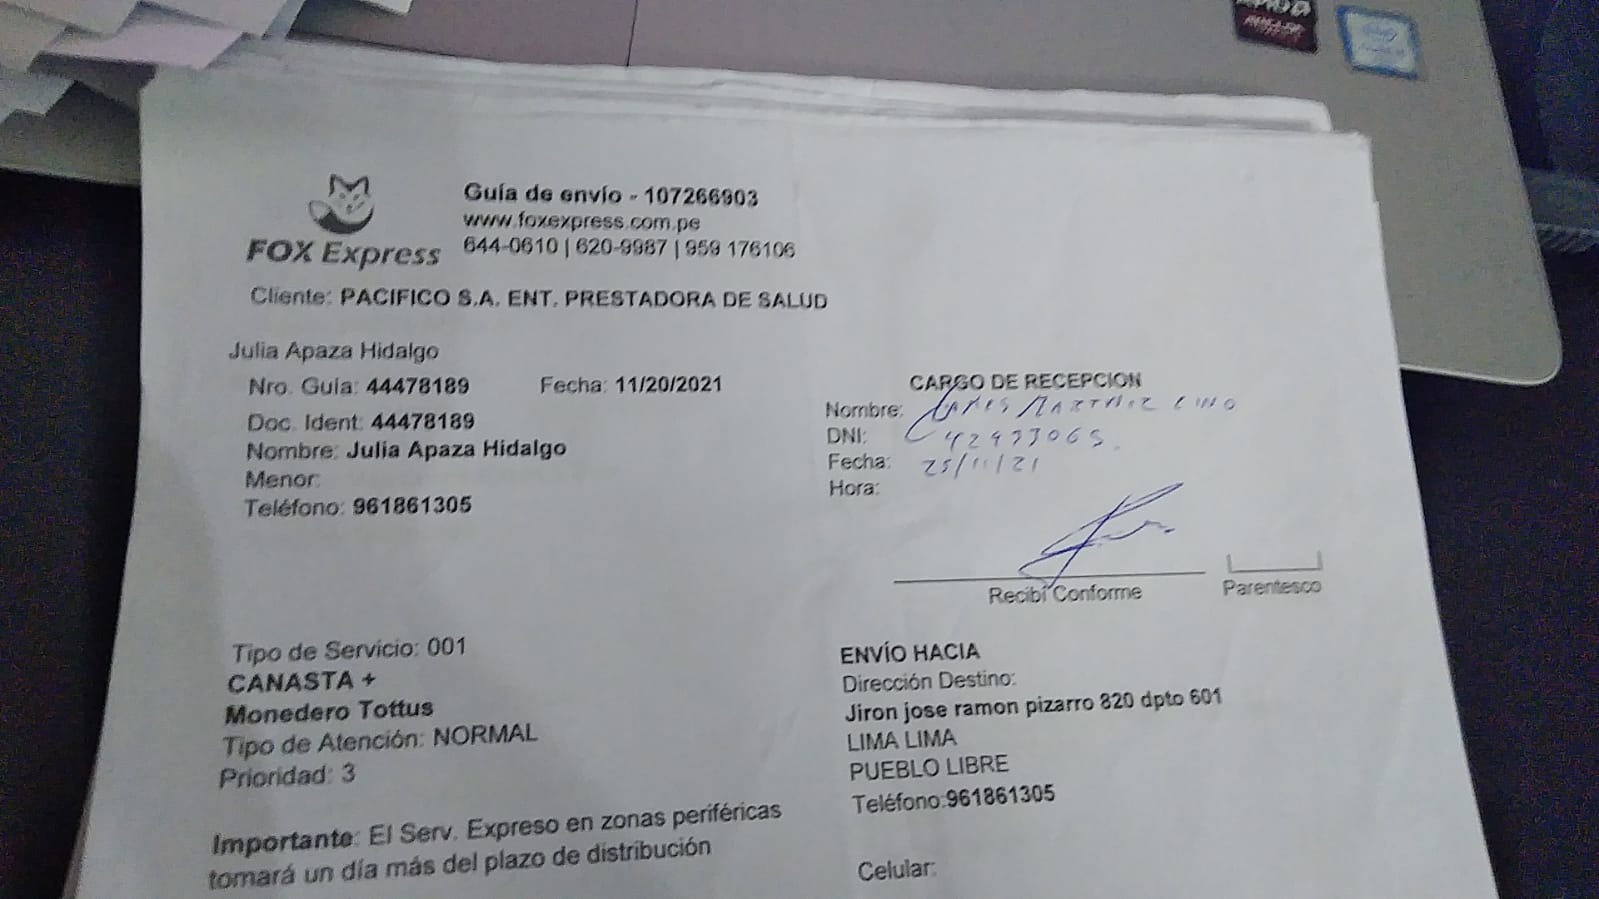 Guía de envío - 107266903
www.foxexpress.com.pe
FOX Express
644-0610 | 620-9987 | 959 176106
Cliente: PACIFICO S.A. ENT. PRESTADORA DE SALUD
Julia Apaza Hidalgo
Nro. Guía: 44478189 Fecha: 11/20/2021
Doc. Ident: 44478189
Nombre: Julia Apaza Hidalgo
Menor:
Teléfono: 961861305
CARGO DE RECEPCION
Nombre: MARTINEZ LINO
DNI:
Fecha: 25/11/21
Hora:
Recibí Conforme
Parentesco
Tipo de Servicio: 001
CANASTA +
Monedero Tottus
Tipo de Atención: NORMAL
Prioridad: 3
Importante: El Serv. Expreso en zonas periféricas
tomará un día más del plazo de distribución
ENVÍO HACIA
Dirección Destino:
Jiron jose ramon pizarro 820 dpto 601
LIMA LIMA
PUEBLO LIBRE
Teléfono:961861305
Celular: